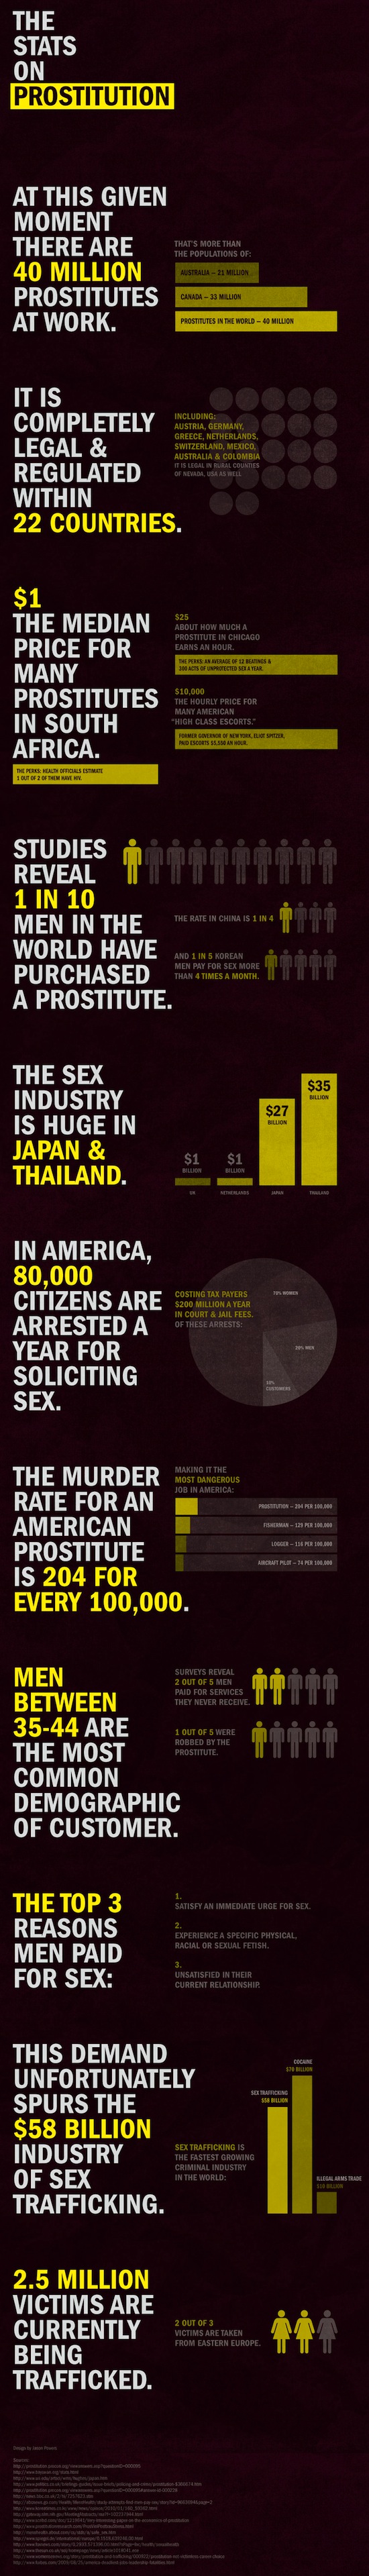 THE
STATS
ON
PROSTITUTION
AT THIS GIVEN
MOMENT
THERE ARE
40 MILLION
PROSTITUTES
AT WORK.
THAT'S MORE THAN
THE POPULATIONS OF:
AUSTRALIA – 21 MILLION
CANADA – 33 MILLION
PROSTITUTES IN THE WORLD – 40 MILLION
IT IS
COMPLETELY
LEGAL &
REGULATED
WITHIN
22 COUNTRIES.
INCLUDING:
AUSTRIA, GERMANY,
GREECE, NETHERLANDS,
SWITZERLAND, MEXICO,
AUSTRALIA & COLOMBIA
IT IS LEGAL IN RURAL COUNTIES
OF NEVADA, USA AS WELL
$1
THE MEDIAN
PRICE FOR
MANY
PROSTITUTES
IN SOUTH
AFRICA.
THE PERKS: HEALTH OFFICIALS ESTIMATE
1 OUT OF 2 OF THEM HAVE HIV.
$25
ABOUT HOW MUCH A
PROSTITUTE IN CHICAGO
EARNS AN HOUR.
THE PERKS: AN AVERAGE OF 12 BEATINGS &
300 ACTS OF UNPROTECTED SEX A YEAR.
$10,000
THE HOURLY PRICE FOR
MANY AMERICAN
"HIGH CLASS ESCORTS."
FORMER GOVERNOR OF NEW YORK, ELIOT SPITZER,
PAID ESCORTS $5,500 AN HOUR.
STUDIES
REVEAL
1 IN 10
MEN IN THE
WORLD HAVE
PURCHASED
A PROSTITUTE.
THE RATE IN CHINA IS 1 IN 4
AND 1 IN 5 KOREAN
MEN PAY FOR SEX MORE
THAN 4 TIMES A MONTH.
THE SEX
INDUSTRY
IS HUGE IN
JAPAN &
THAILAND.
$1
BILLION
UK
$1
BILLION
NETHERLANDS
$27
BILLION
JAPAN
$35
BILLION
THAILAND
IN AMERICA,
80,000
CITIZENS ARE
ARRESTED A
YEAR FOR
SOLICITING
SEX.
COSTING TAX PAYERS
$200 MILLION A YEAR
IN COURT & JAIL FEES.
OF THESE ARRESTS:
70% WOMEN
20% MEN
10%
CUSTOMERS
THE MURDER
RATE FOR AN
AMERICAN
PROSTITUTE
IS 204 FOR
EVERY 100,000.
MAKING IT THE
MOST DANGEROUS
JOB IN AMERICA:
PROSTITUTION – 204 PER 100,000
FISHERMAN – 129 PER 100,000
LOGGER – 116 PER 100,000
AIRCRAFT PILOT – 74 PER 100,000
MEN
BETWEEN
35-44 ARE
THE MOST
COMMON
DEMOGRAPHIC
OF CUSTOMER.
SURVEYS REVEAL
2 OUT OF 5 MEN
PAID FOR SERVICES
THEY NEVER RECEIVE.
1 OUT OF 5 WERE
ROBBED BY THE
PROSTITUTE.
THE TOP 3
REASONS
MEN PAID
FOR SEX:
1.
SATISFY AN IMMEDIATE URGE FOR SEX.
2.
EXPERIENCE A SPECIFIC PHYSICAL,
RACIAL OR SEXUAL FETISH.
3.
UNSATISFIED IN THEIR
CURRENT RELATIONSHIP.
THIS DEMAND
UNFORTUNATELY
SPURS THE
$58 BILLION
INDUSTRY
OF SEX
TRAFFICKING.
SEX TRAFFICKING IS
THE FASTEST GROWING
CRIMINAL INDUSTRY
IN THE WORLD:
SEX TRAFFICKING
$58 BILLION
COCAINE
$70 BILLION
ILLEGAL ARMS TRADE
$10 BILLION
2.5 MILLION
VICTIMS ARE
CURRENTLY
BEING
TRAFFICKED.
2 OUT OF 3
VICTIMS ARE TAKEN
FROM EASTERN EUROPE.
Design by Jason Powers
Sources: